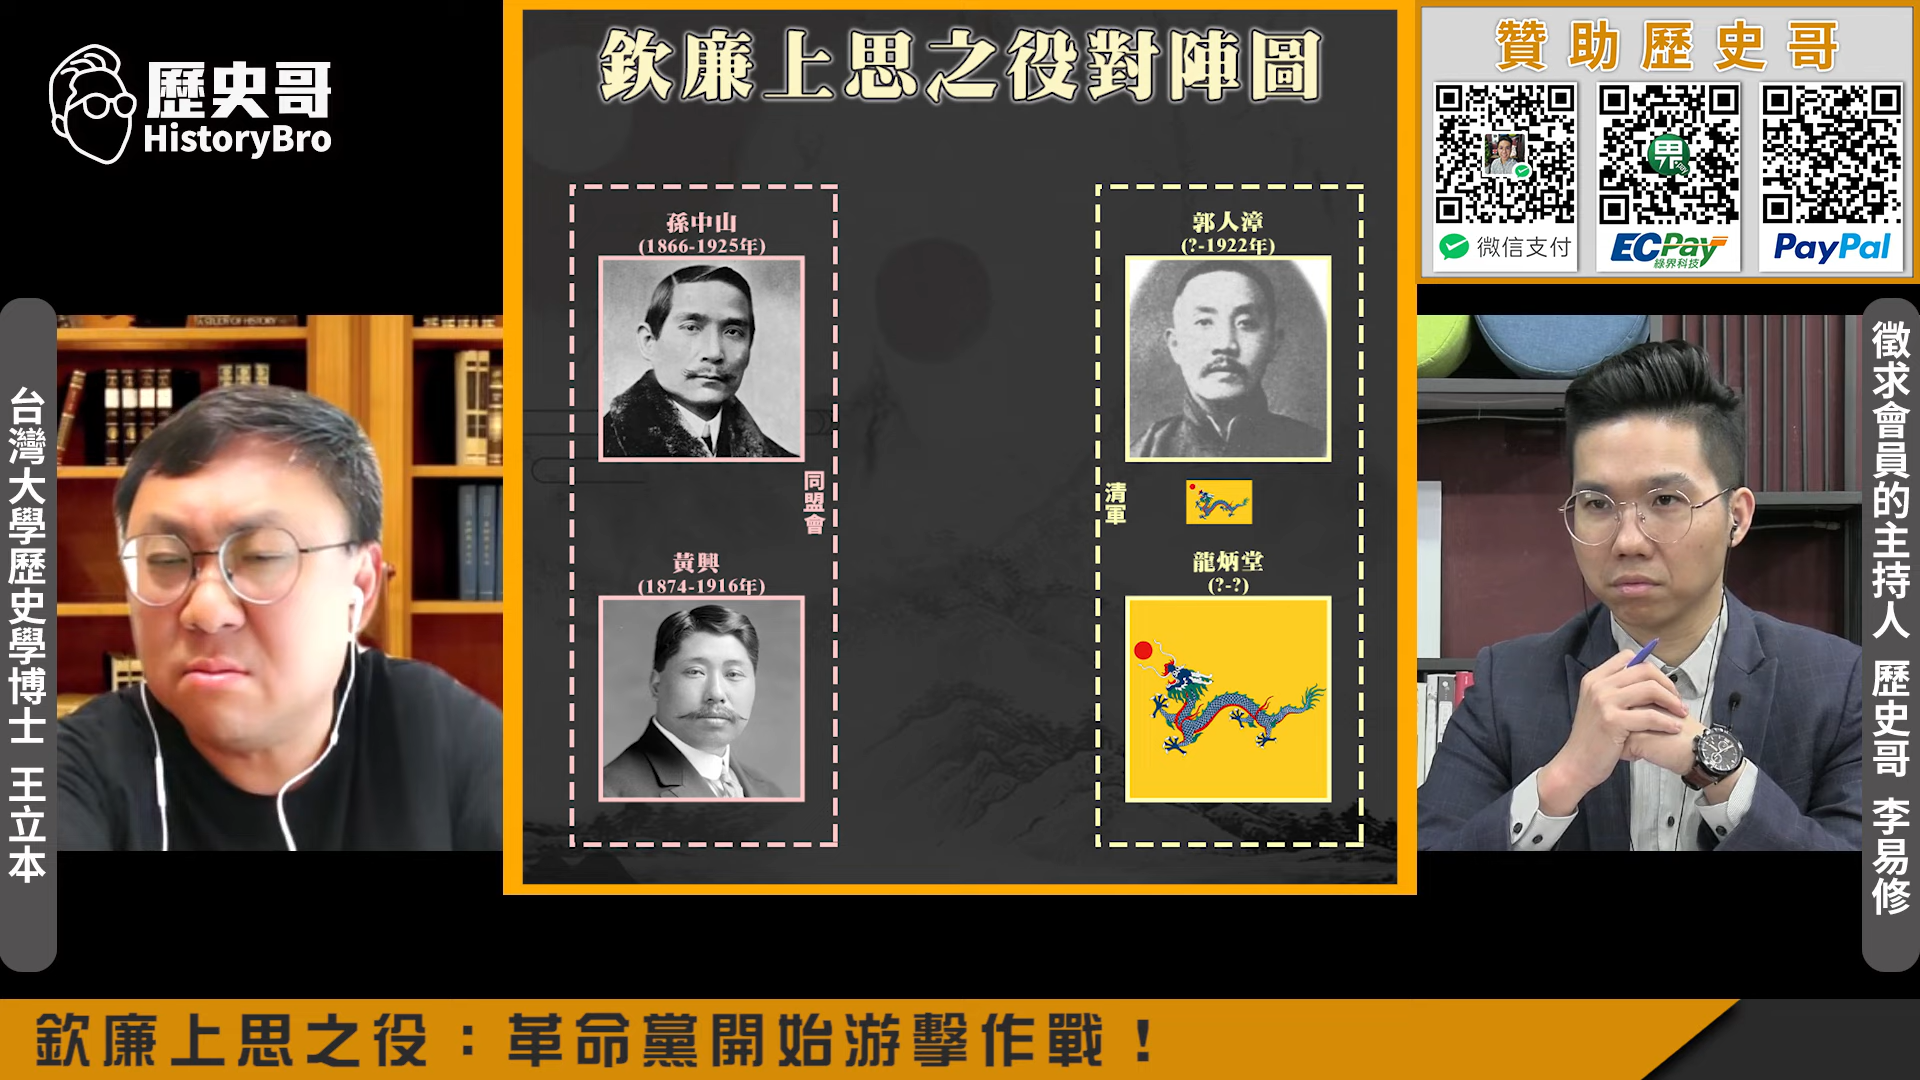 歷史哥
HistoryBro
欽廉上思之役對陣圖
孫中山
(1866-1925年)
同盟會
黃興
(1874-1916年)
郭人漳
(?-1922年)
清軍
龍炳堂
(?-?)
贊助歷史哥
微信支付
ECPay
綠界科技
PayPal
台灣大學歷史學博士 王立本
徵求會員的主持人 歷史哥 李易修
欽廉上思之役：革命黨開始游擊作戰！